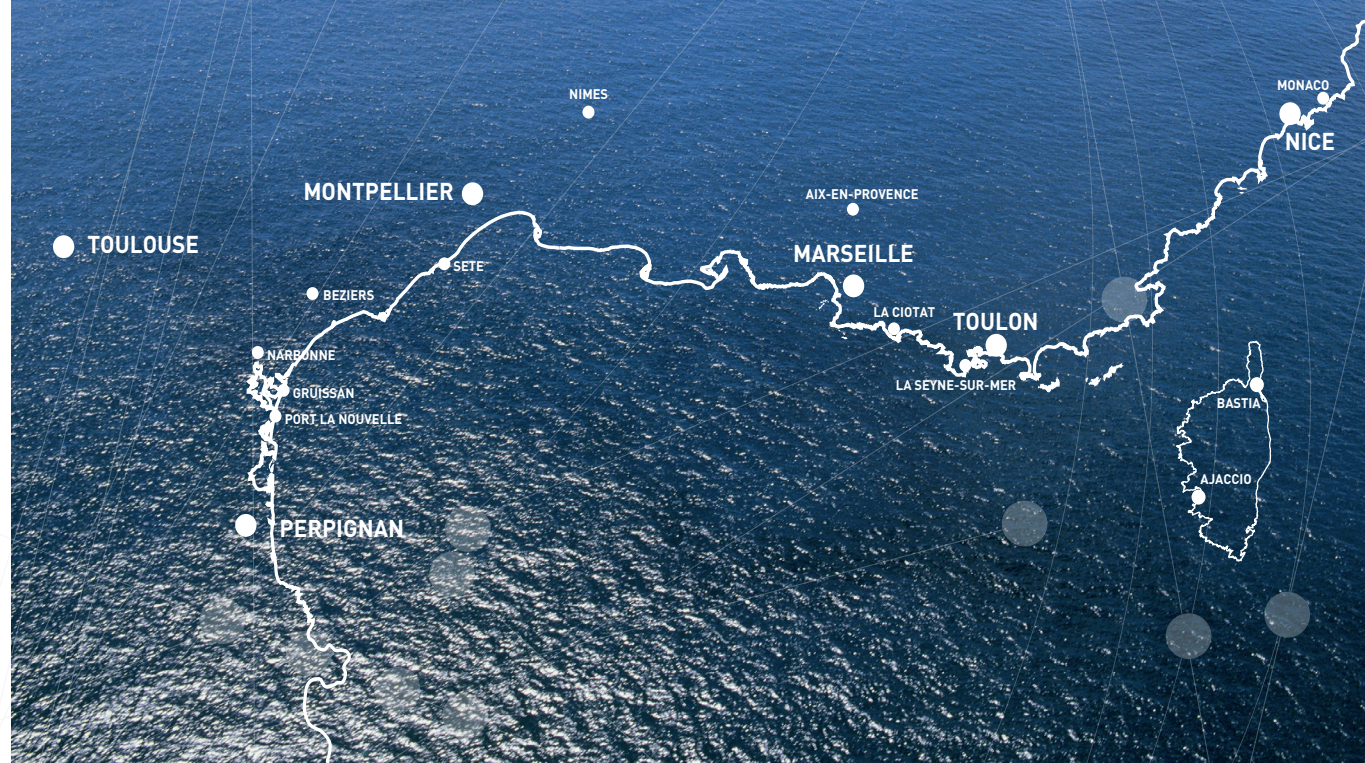 MONACO
NIMES
NICE
MONTPELLIER
AIX-EN-PROVENCE
TOULOUSE
MARSEILLE
SETE
BEZIERS
LA CIOTAT
TOULON
NARBONNE
LA SEYNE-SUR-MER
GRUISSAN
BASTIA
PORT LA NOUVELLE
AJACCIO
PERPIGNAN